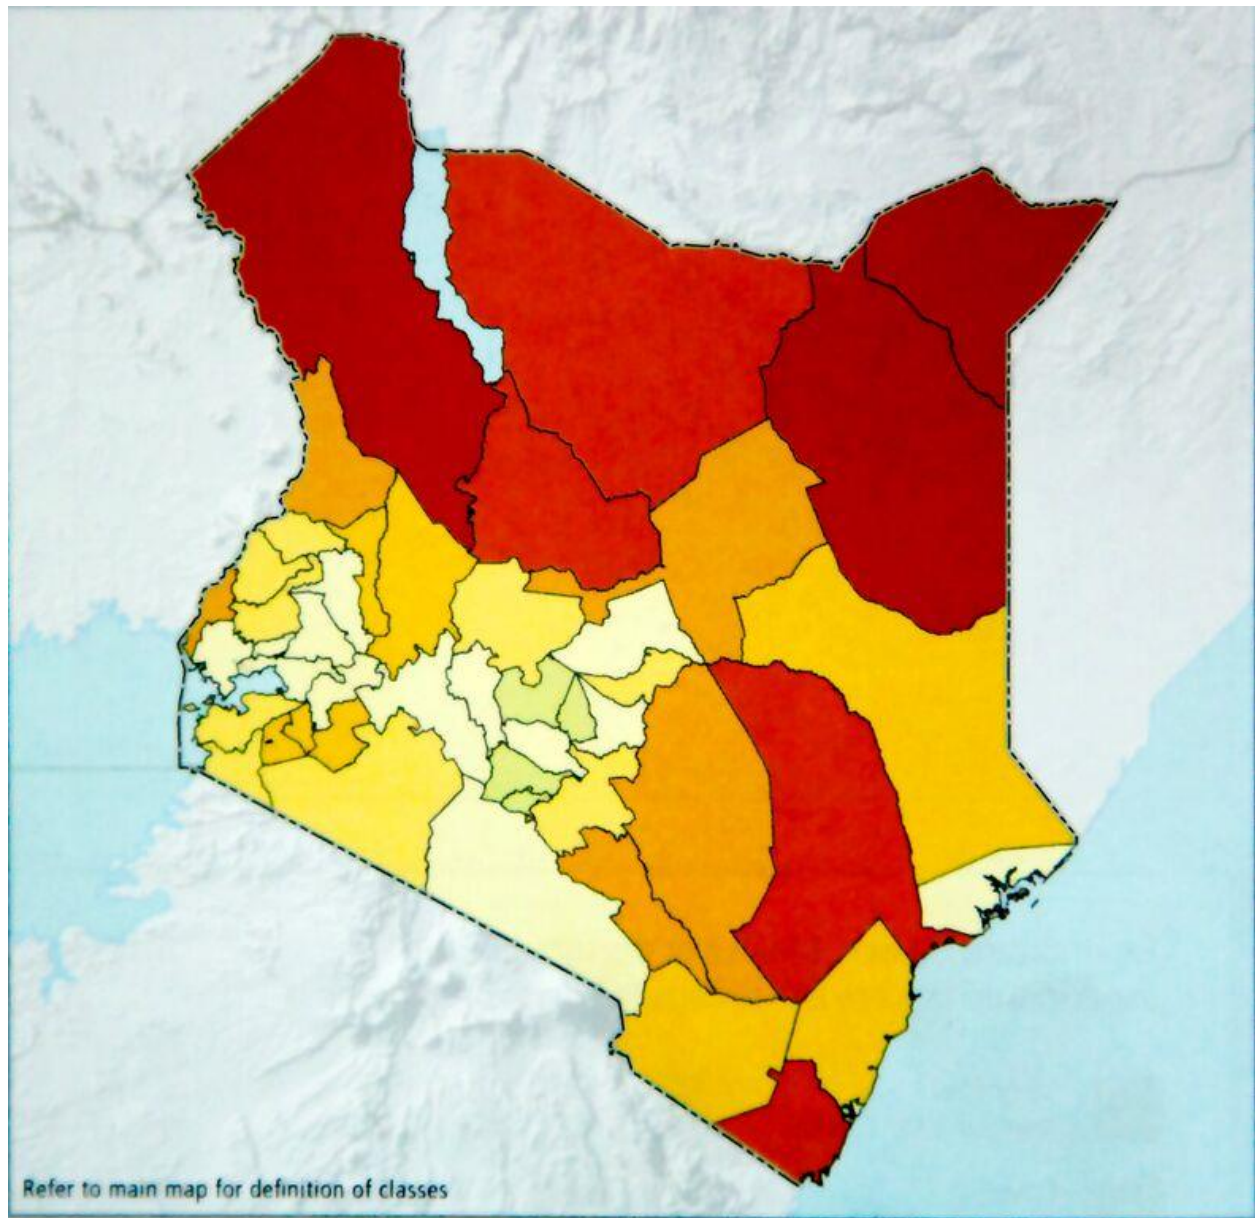 Refer to main map for definition of classes